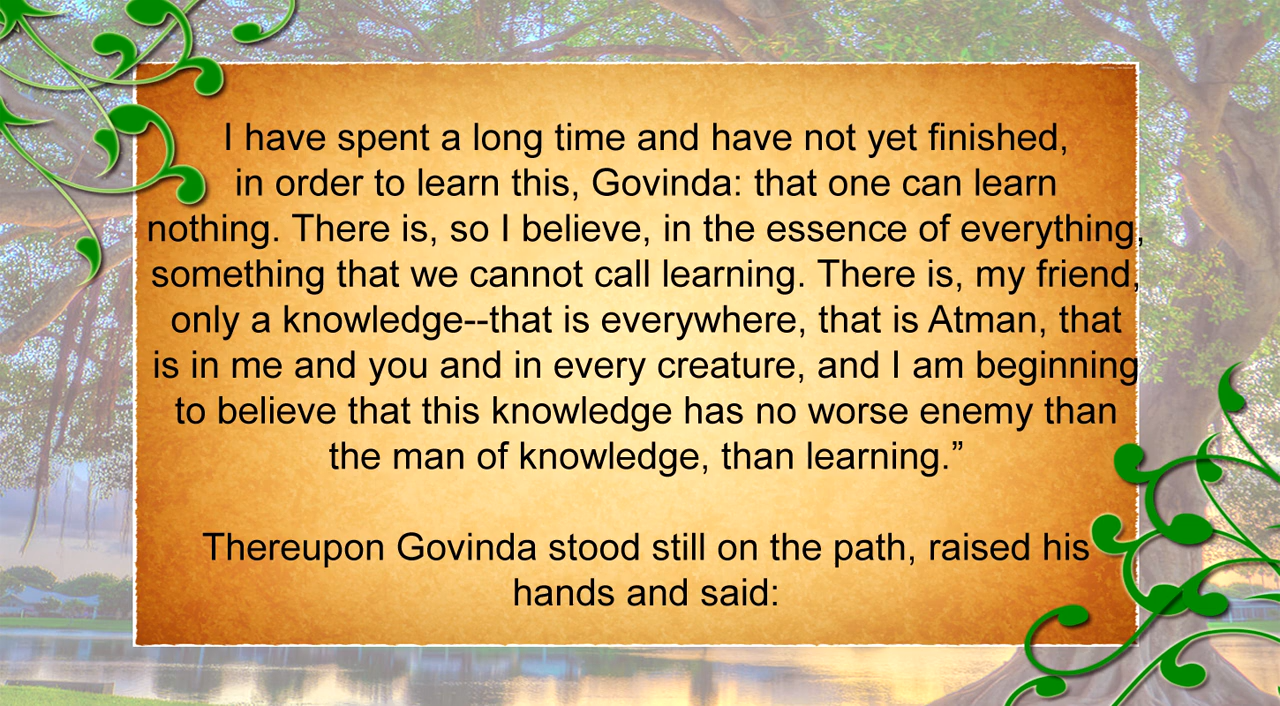 I have spent a long time and have not yet finished,
in order to learn this, Govinda: that one can learn
nothing. There is, so I believe, in the essence of everything,
something that we cannot call learning. There is, my friend,
only a knowledge--that is everywhere, that is Atman, that
is in me and you and in every creature, and I am beginning
to believe that this knowledge has no worse enemy than
the man of knowledge, than learning.”
Thereupon Govinda stood still on the path, raised his
hands and said: